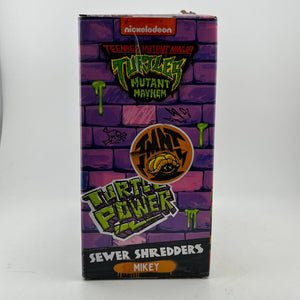 nickelodeon
TEENAGE MUTANT NINJA
TURTLES
MUTANT
MAYHEM
TMNT
TURTLE
POWER
SEWER SHREDDERS
MIKEY